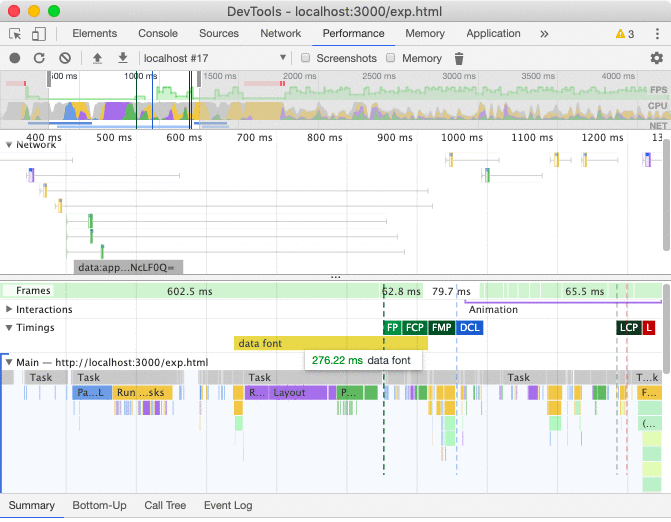 DevTools - localhost:3000/exp.html
Elements Console Sources Network Performance Memory Application » 3
localhost #17 Screenshots Memory
500 ms 1000 ms 1500 ms 2000 ms 2500 ms 3000 ms 3500 ms 4000 ms
FPS
CPU
NET
400 ms 500 ms 600 ms 700 ms 800 ms 900 ms 1000 ms 1100 ms 1200 ms 13
Network
data:app...NcLF0Q=
...
Frames 602.5 ms 62.8 ms 79.7 ms 65.5 ms
Interactions Animation
Timings FP FCP FMP DCL LCP L
data font
276.22 ms data font
Main — http://localhost:3000/exp.html
Task Task Task Task T...k
Pa...L Run ...sks R... Layout P... F...
(...
Summary Bottom-Up Call Tree Event Log